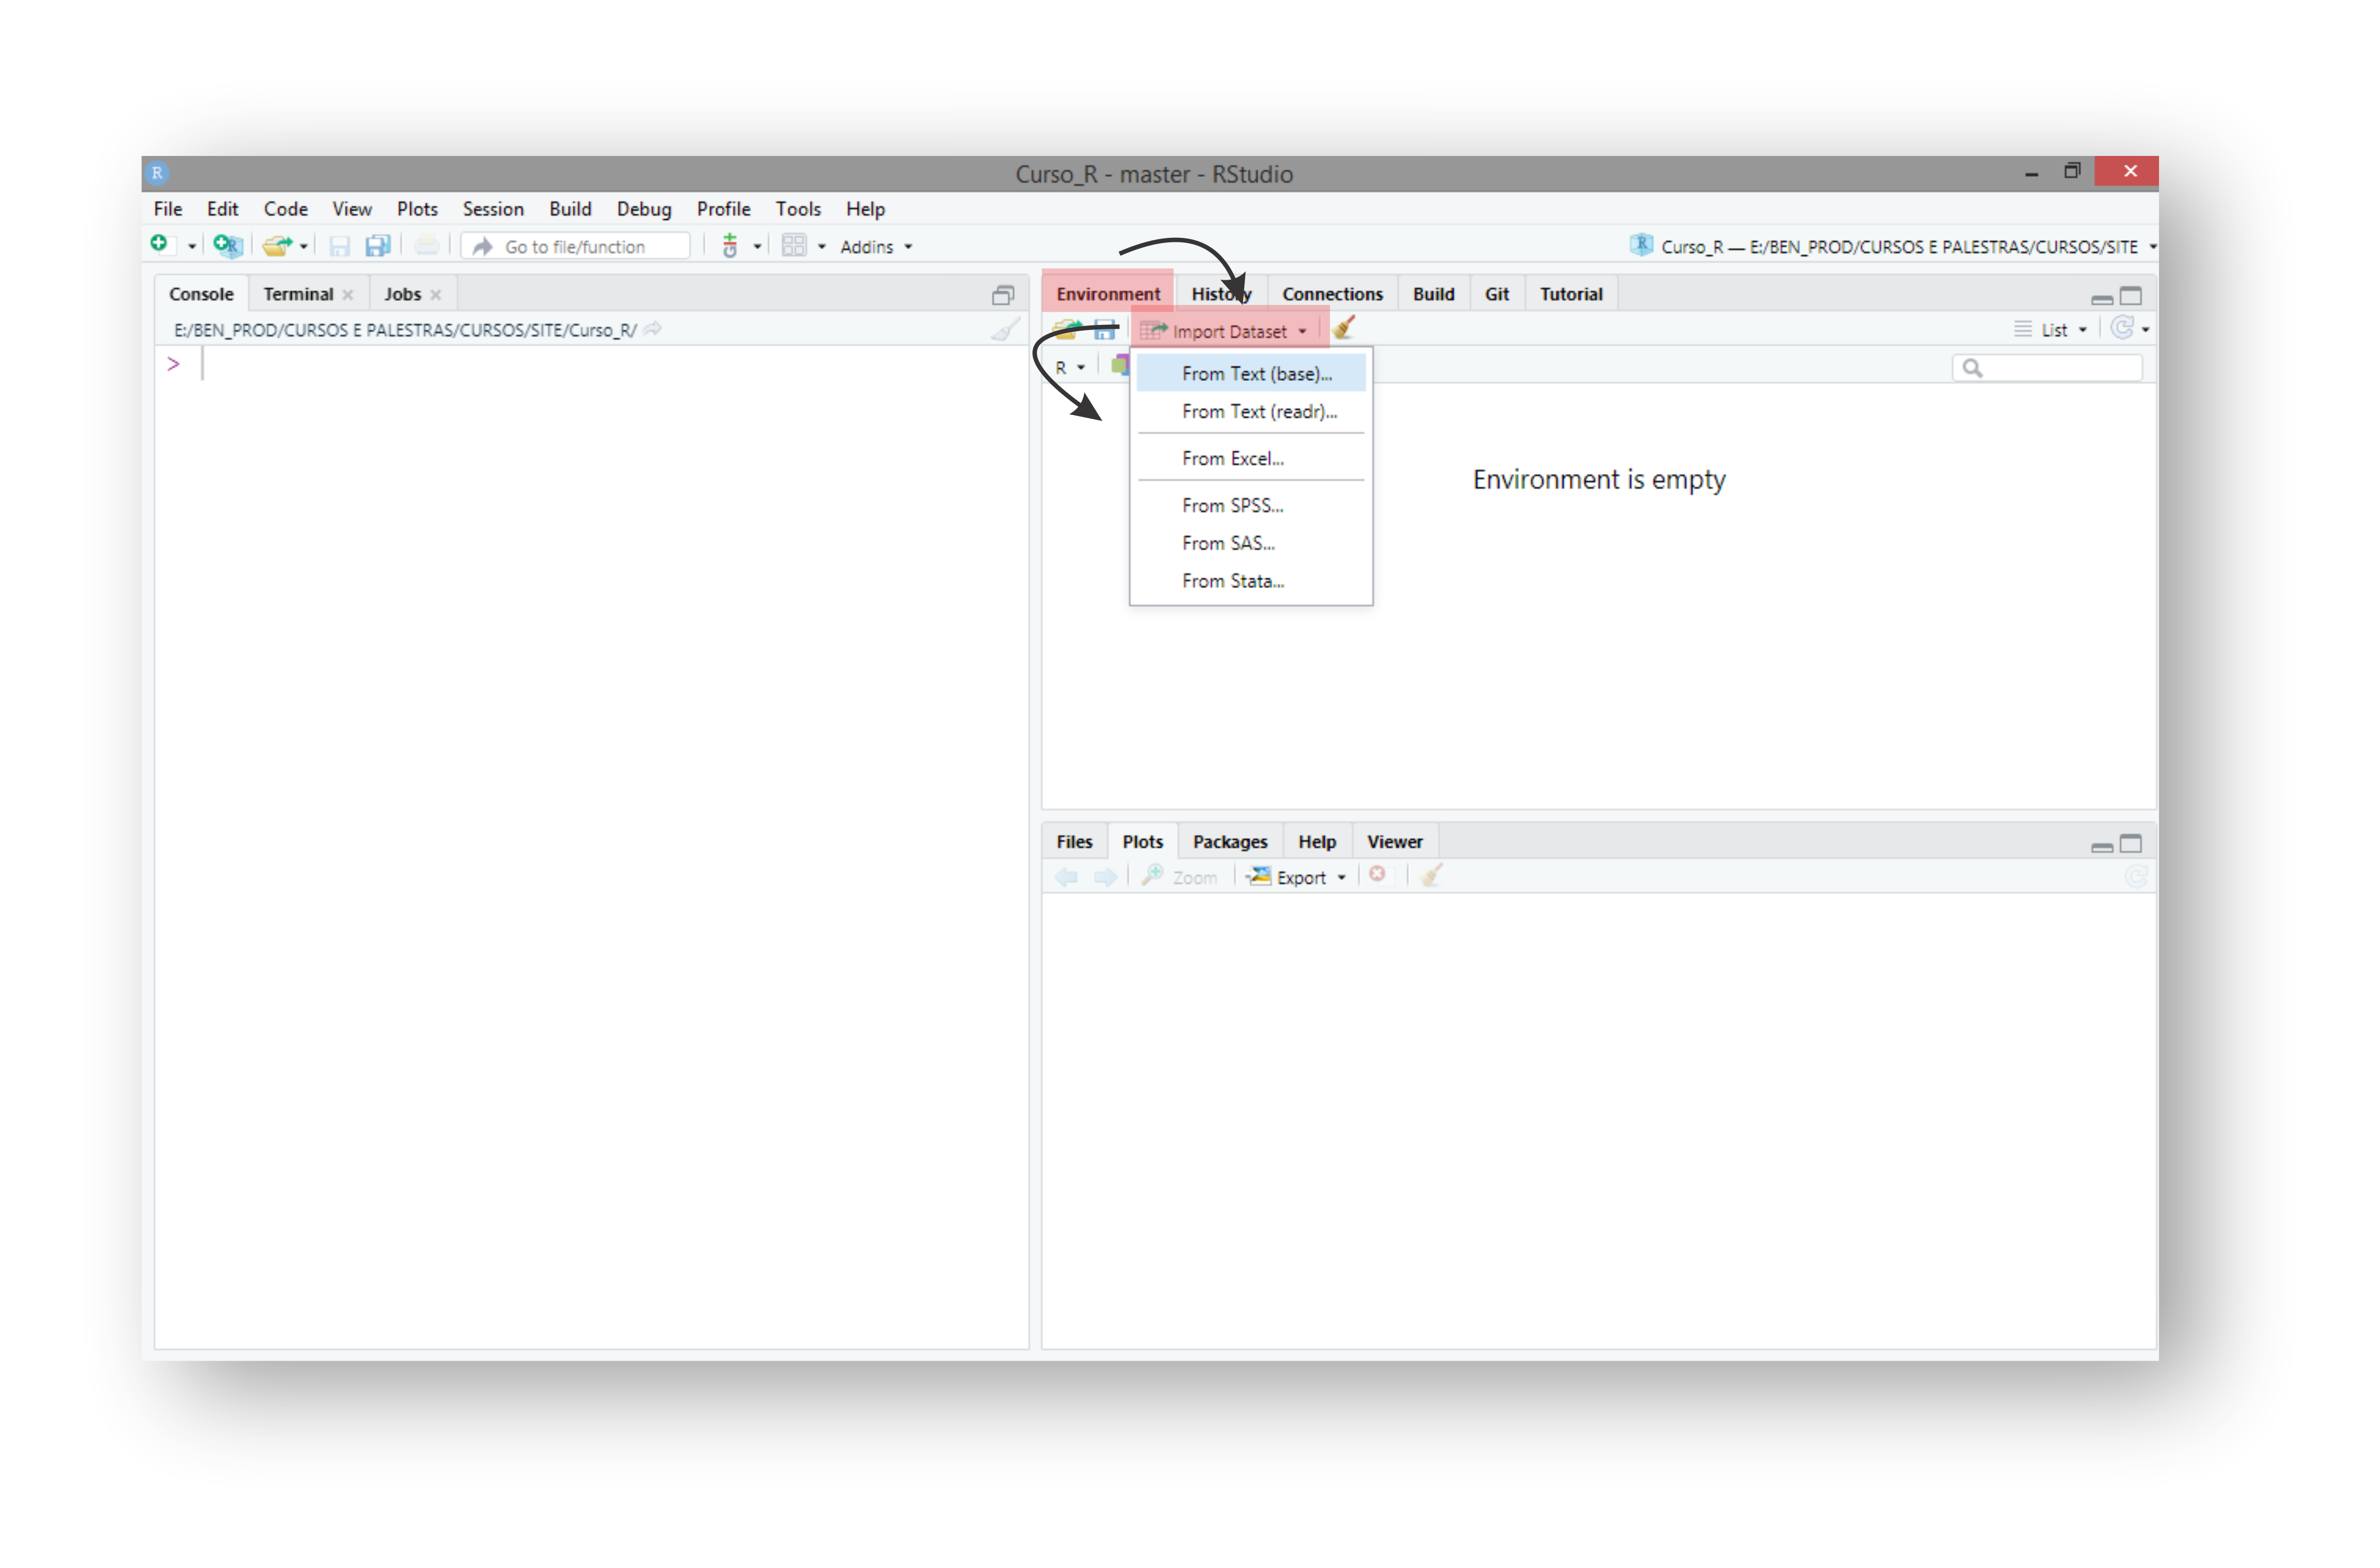 Curso_R - master - RStudio
File Edit Code View Plots Session Build Debug Profile Tools Help
Go to file/function Addins Curso_R — E:/BEN_PROD/CURSOS E PALESTRAS/CURSOS/SITE
Console Terminal Jobs
E:/BEN_PROD/CURSOS E PALESTRAS/CURSOS/SITE/Curso_R/
>
Environment History Connections Build Git Tutorial
Import Dataset List
R
From Text (base)...
From Text (readr)...
From Excel...
From SPSS...
From SAS...
From Stata...
Environment is empty
Files Plots Packages Help Viewer
Zoom Export